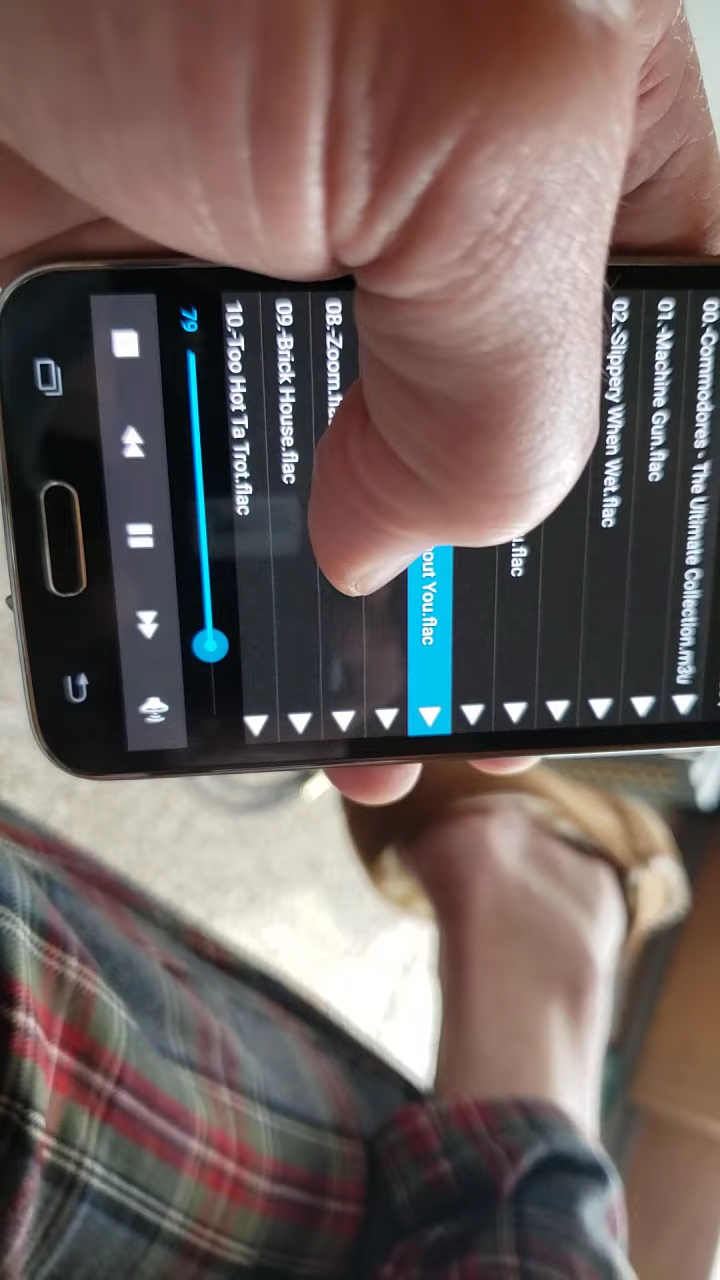 00.-Commodores - The Ultimate Collection.m3u
01.-Machine Gun.flac
02.-Slippery When Wet.flac
.flac
out You.flac
08.-Zoom.
09.-Brick House.flac
10.-Too Hot Ta Trot.flac
79